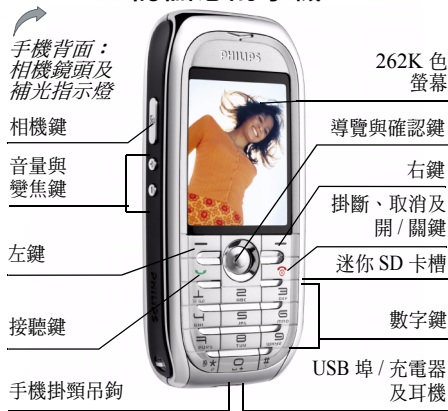 手機背面：
相機鏡頭及
補光指示燈
相機鍵
音量與
變焦鍵
左鍵
接聽鍵
手機掛頸吊鉤
PHILIPS
262K 色
螢幕
導覽與確認鍵
右鍵
掛斷、取消及
開 / 關鍵
迷你 SD 卡槽
數字鍵
USB 埠 / 充電器
及耳機